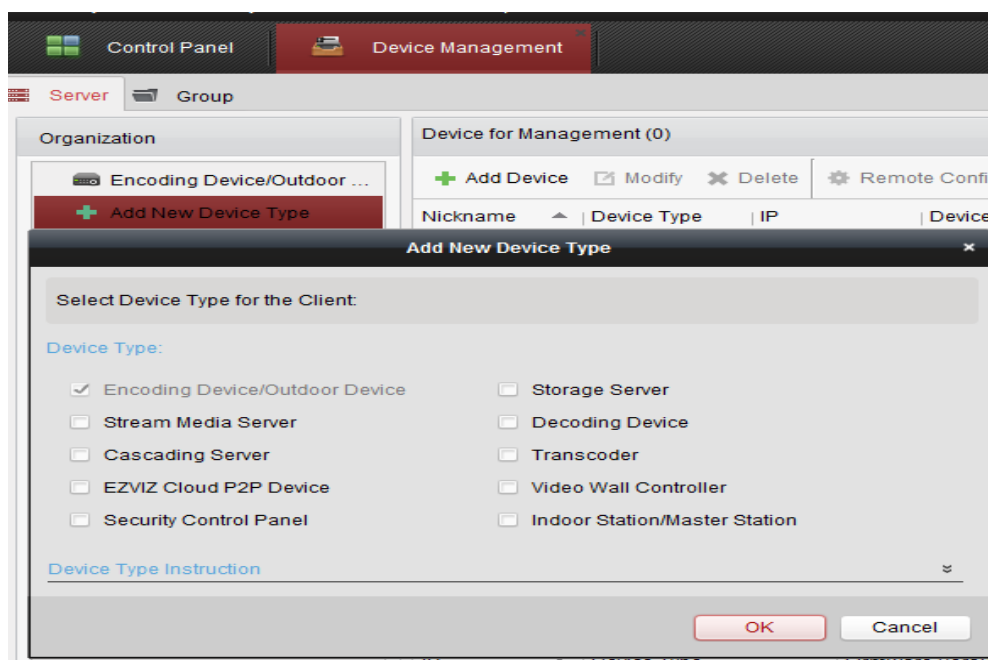 Control Panel
Device Management
Server
Group
Organization
Device for Management (0)
Encoding Device/Outdoor ...
Add New Device Type
Add Device
Modify
Delete
Remote Confi
Nickname
Device Type
IP
Device
Add New Device Type
Select Device Type for the Client:
Device Type:
Encoding Device/Outdoor Device
Storage Server
Stream Media Server
Decoding Device
Cascading Server
Transcoder
EZVIZ Cloud P2P Device
Video Wall Controller
Security Control Panel
Indoor Station/Master Station
Device Type Instruction
OK
Cancel